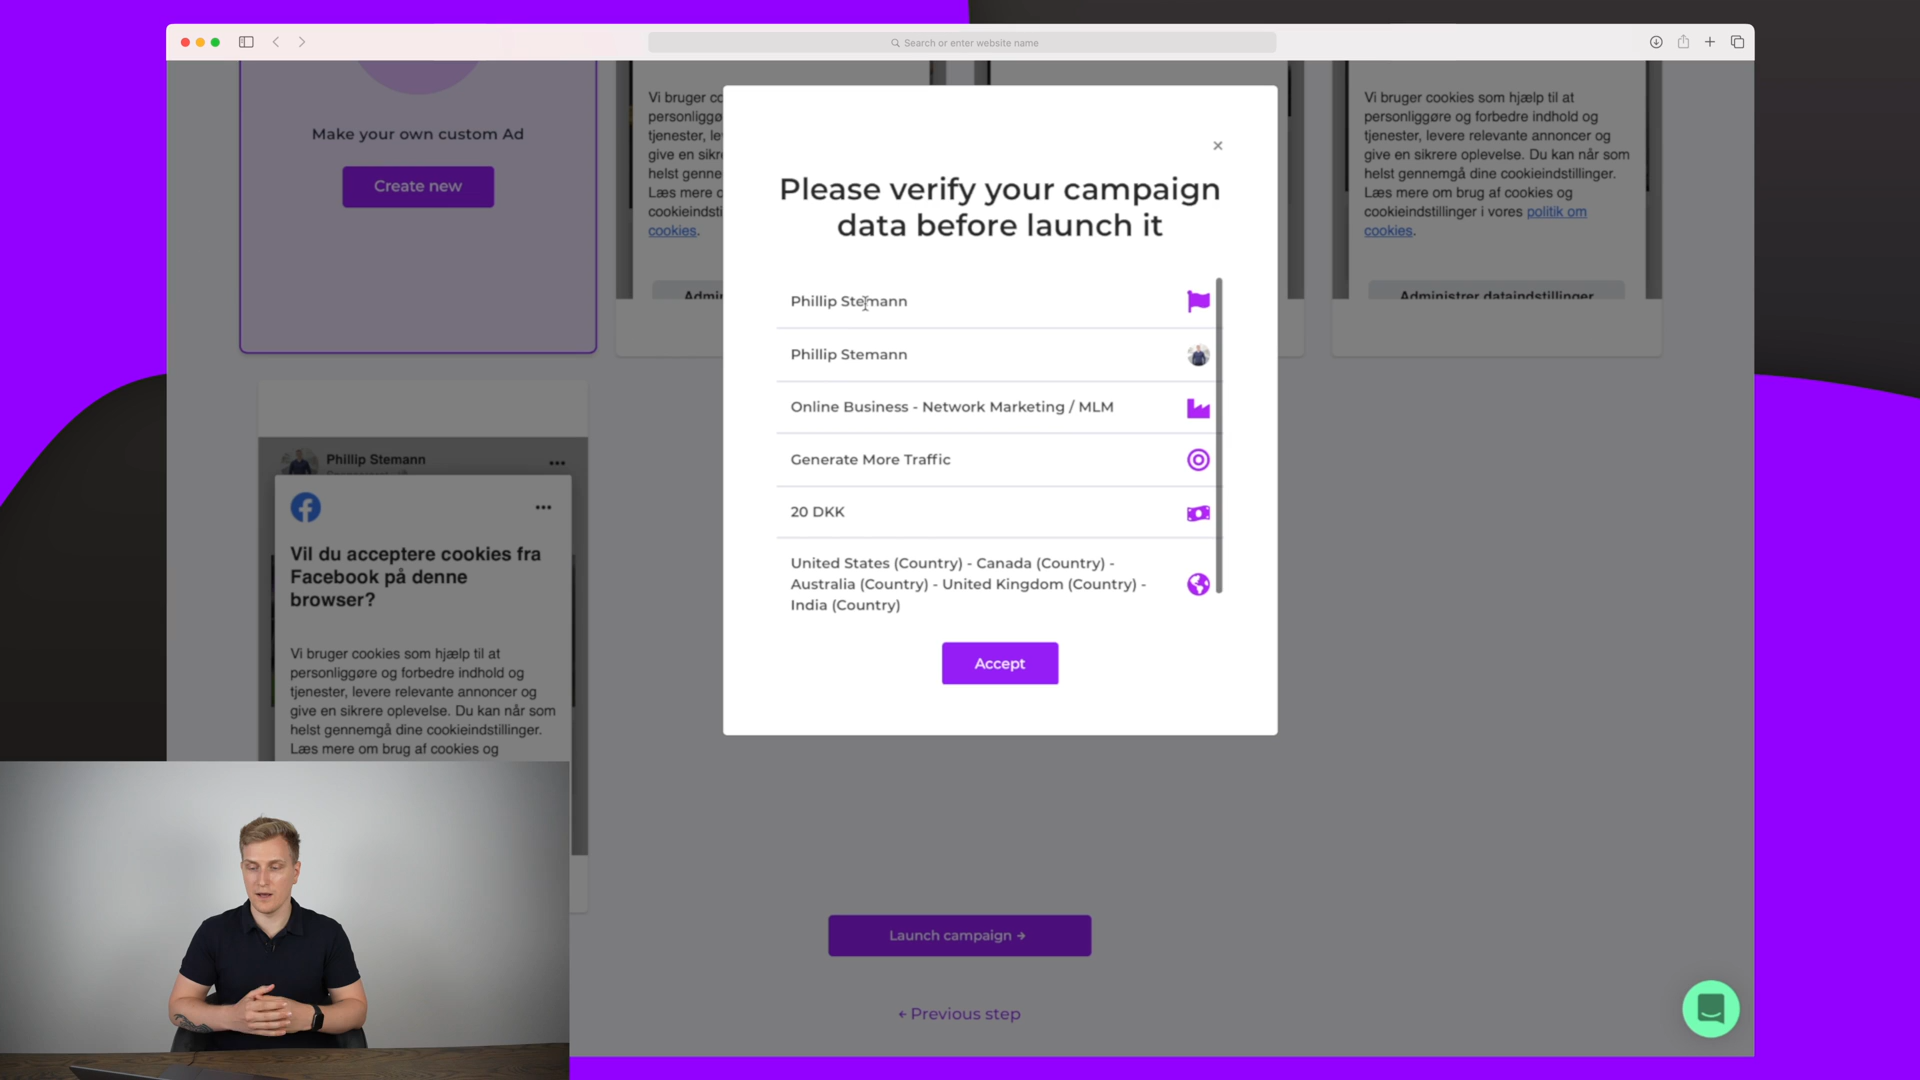 Search or enter website name
Make your own custom Ad
Create new
Vi bruger co
personliggø
tjenester, le
give en sikre
helst genne
Læs mere o
cookieindsti
cookies.
Admi
Vi bruger cookies som hjælp til at
personliggøre og forbedre indhold og
tjenester, levere relevante annoncer og
give en sikre oplevelse. Du kan når som
helst gennemgå dine cookieindstillinger.
Læs mere om brug af cookies og
cookieindstillinger i vores politik om
cookies.
Administrer dataindstillinger
Please verify your campaign
data before launch it
Phillip Stemann
Phillip Stemann
Online Business - Network Marketing / MLM
Generate More Traffic
20 DKK
United States (Country) - Canada (Country) -
Australia (Country) - United Kingdom (Country) -
India (Country)
Accept
Phillip Stemann
Vil du acceptere cookies fra
Facebook på denne
browser?
Vi bruger cookies som hjælp til at
personliggøre og forbedre indhold og
tjenester, levere relevante annoncer og
give en sikre oplevelse. Du kan når som
helst gennemgå dine cookieindstillinger.
Læs mere om brug af cookies og
Launch campaign →
← Previous step